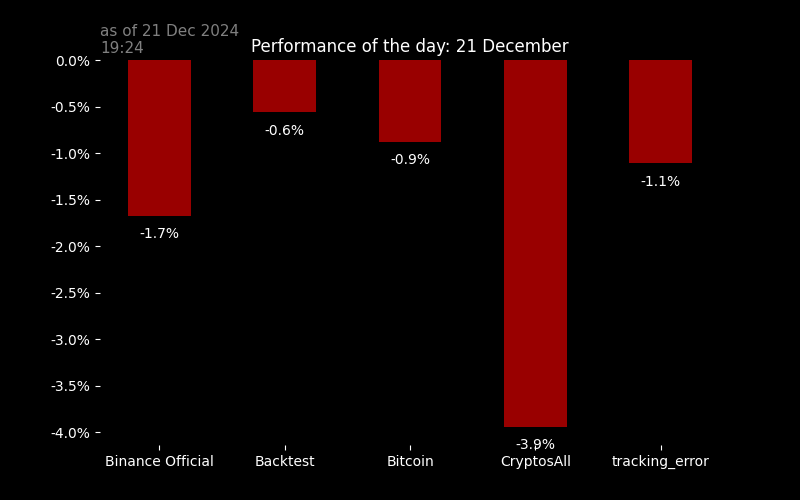 as of 21 Dec 2024
19:24
Performance of the day: 21 December
0.0%
-0.5%
-1.0%
-1.5%
-2.0%
-2.5%
-3.0%
-3.5%
-4.0%
-1.7%
-0.6%
-0.9%
-3.9%
-1.1%
Binance Official
Backtest
Bitcoin
CryptosAll
tracking_error